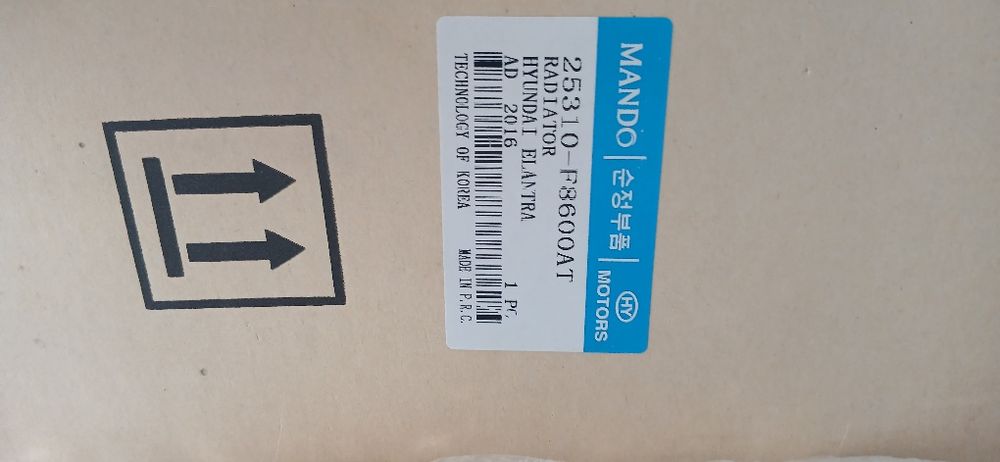 MANDO | 순정부품 | HY MOTORS
25310-F8600AT
RADIATOR
HYUNDAI ELANTRA
AD 2016 1 PC
TECHNOLOGY OF KOREA MADE IN P.R.C.